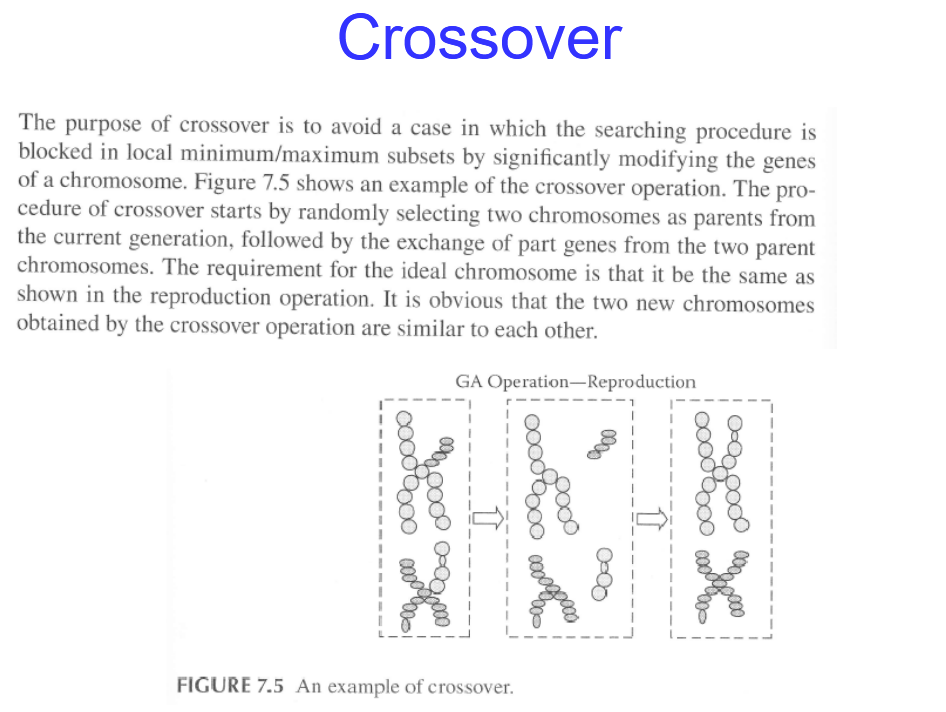 Crossover
The purpose of crossover is to avoid a case in which the searching procedure is
blocked in local minimum/maximum subsets by significantly modifying the genes
of a chromosome. Figure 7.5 shows an example of the crossover operation. The pro-
cedure of crossover starts by randomly selecting two chromosomes as parents from
the current generation, followed by the exchange of part genes from the two parent
chromosomes. The requirement for the ideal chromosome is that it be the same as
shown in the reproduction operation. It is obvious that the two new chromosomes
obtained by the crossover operation are similar to each other.
GA Operation—Reproduction
FIGURE 7.5 An example of crossover.